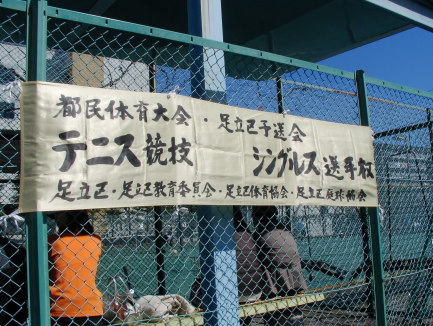 都民体育大会・足立区予選会
テニス競技 シングルス選手权
足立区・足立区教育委員会・足立区体育協会・足立区庭球協会